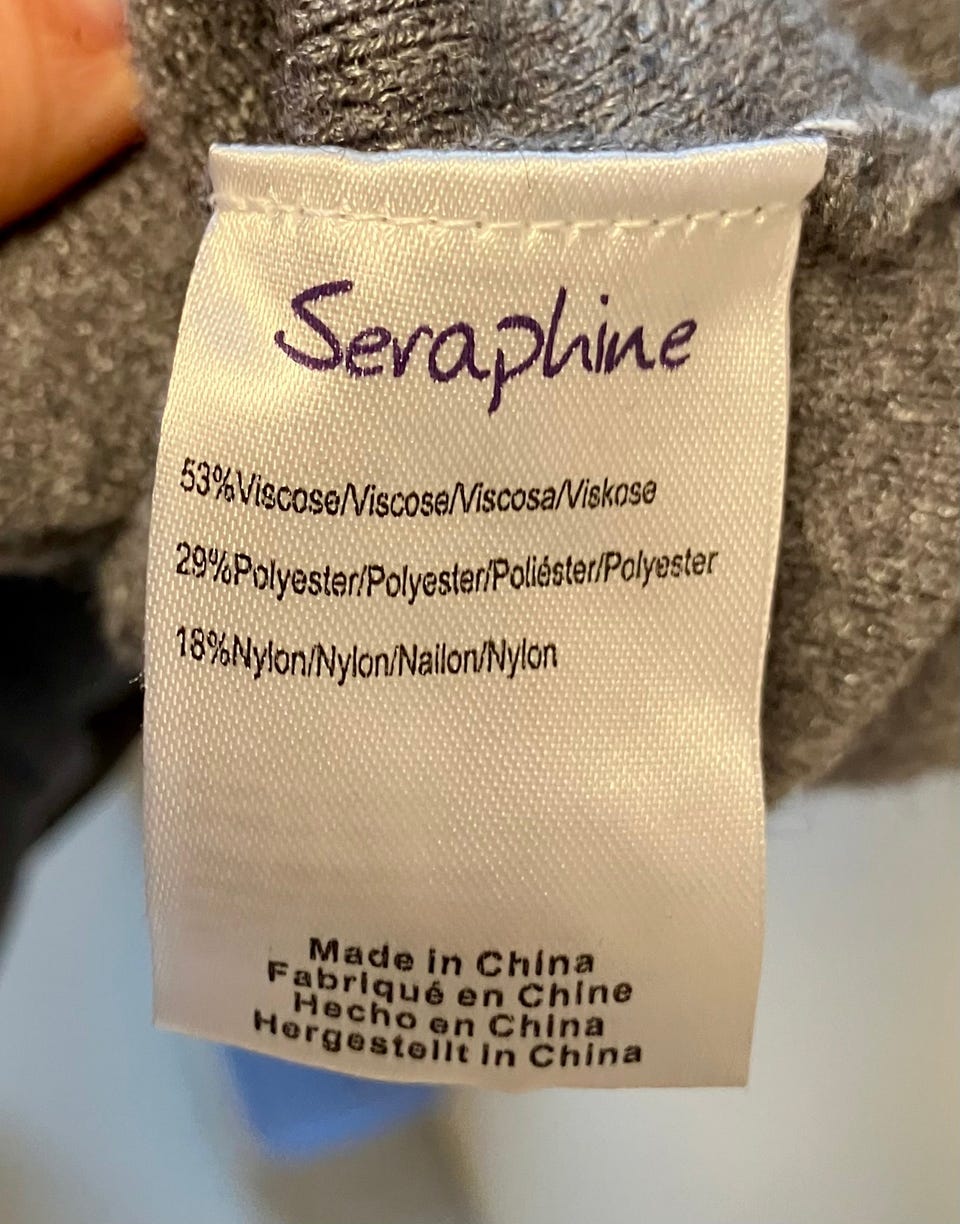 Seraphine
53%Viscose/Viscose/Viscosa/Viskose
29%Polyester/Polyester/Poliéster/Polyester
18%Nylon/Nylon/Nailon/Nylon
Made in China
Fabriqué en Chine
Hecho en China
Hergestellt in China